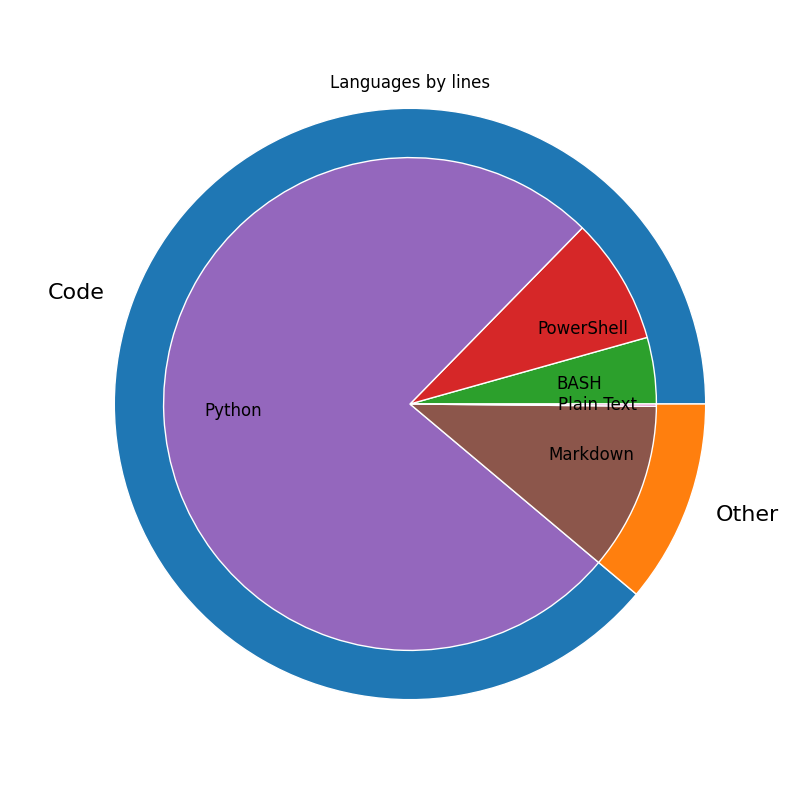 Languages by lines
Code
PowerShell
BASH
Plain Text
Python
Markdown
Other